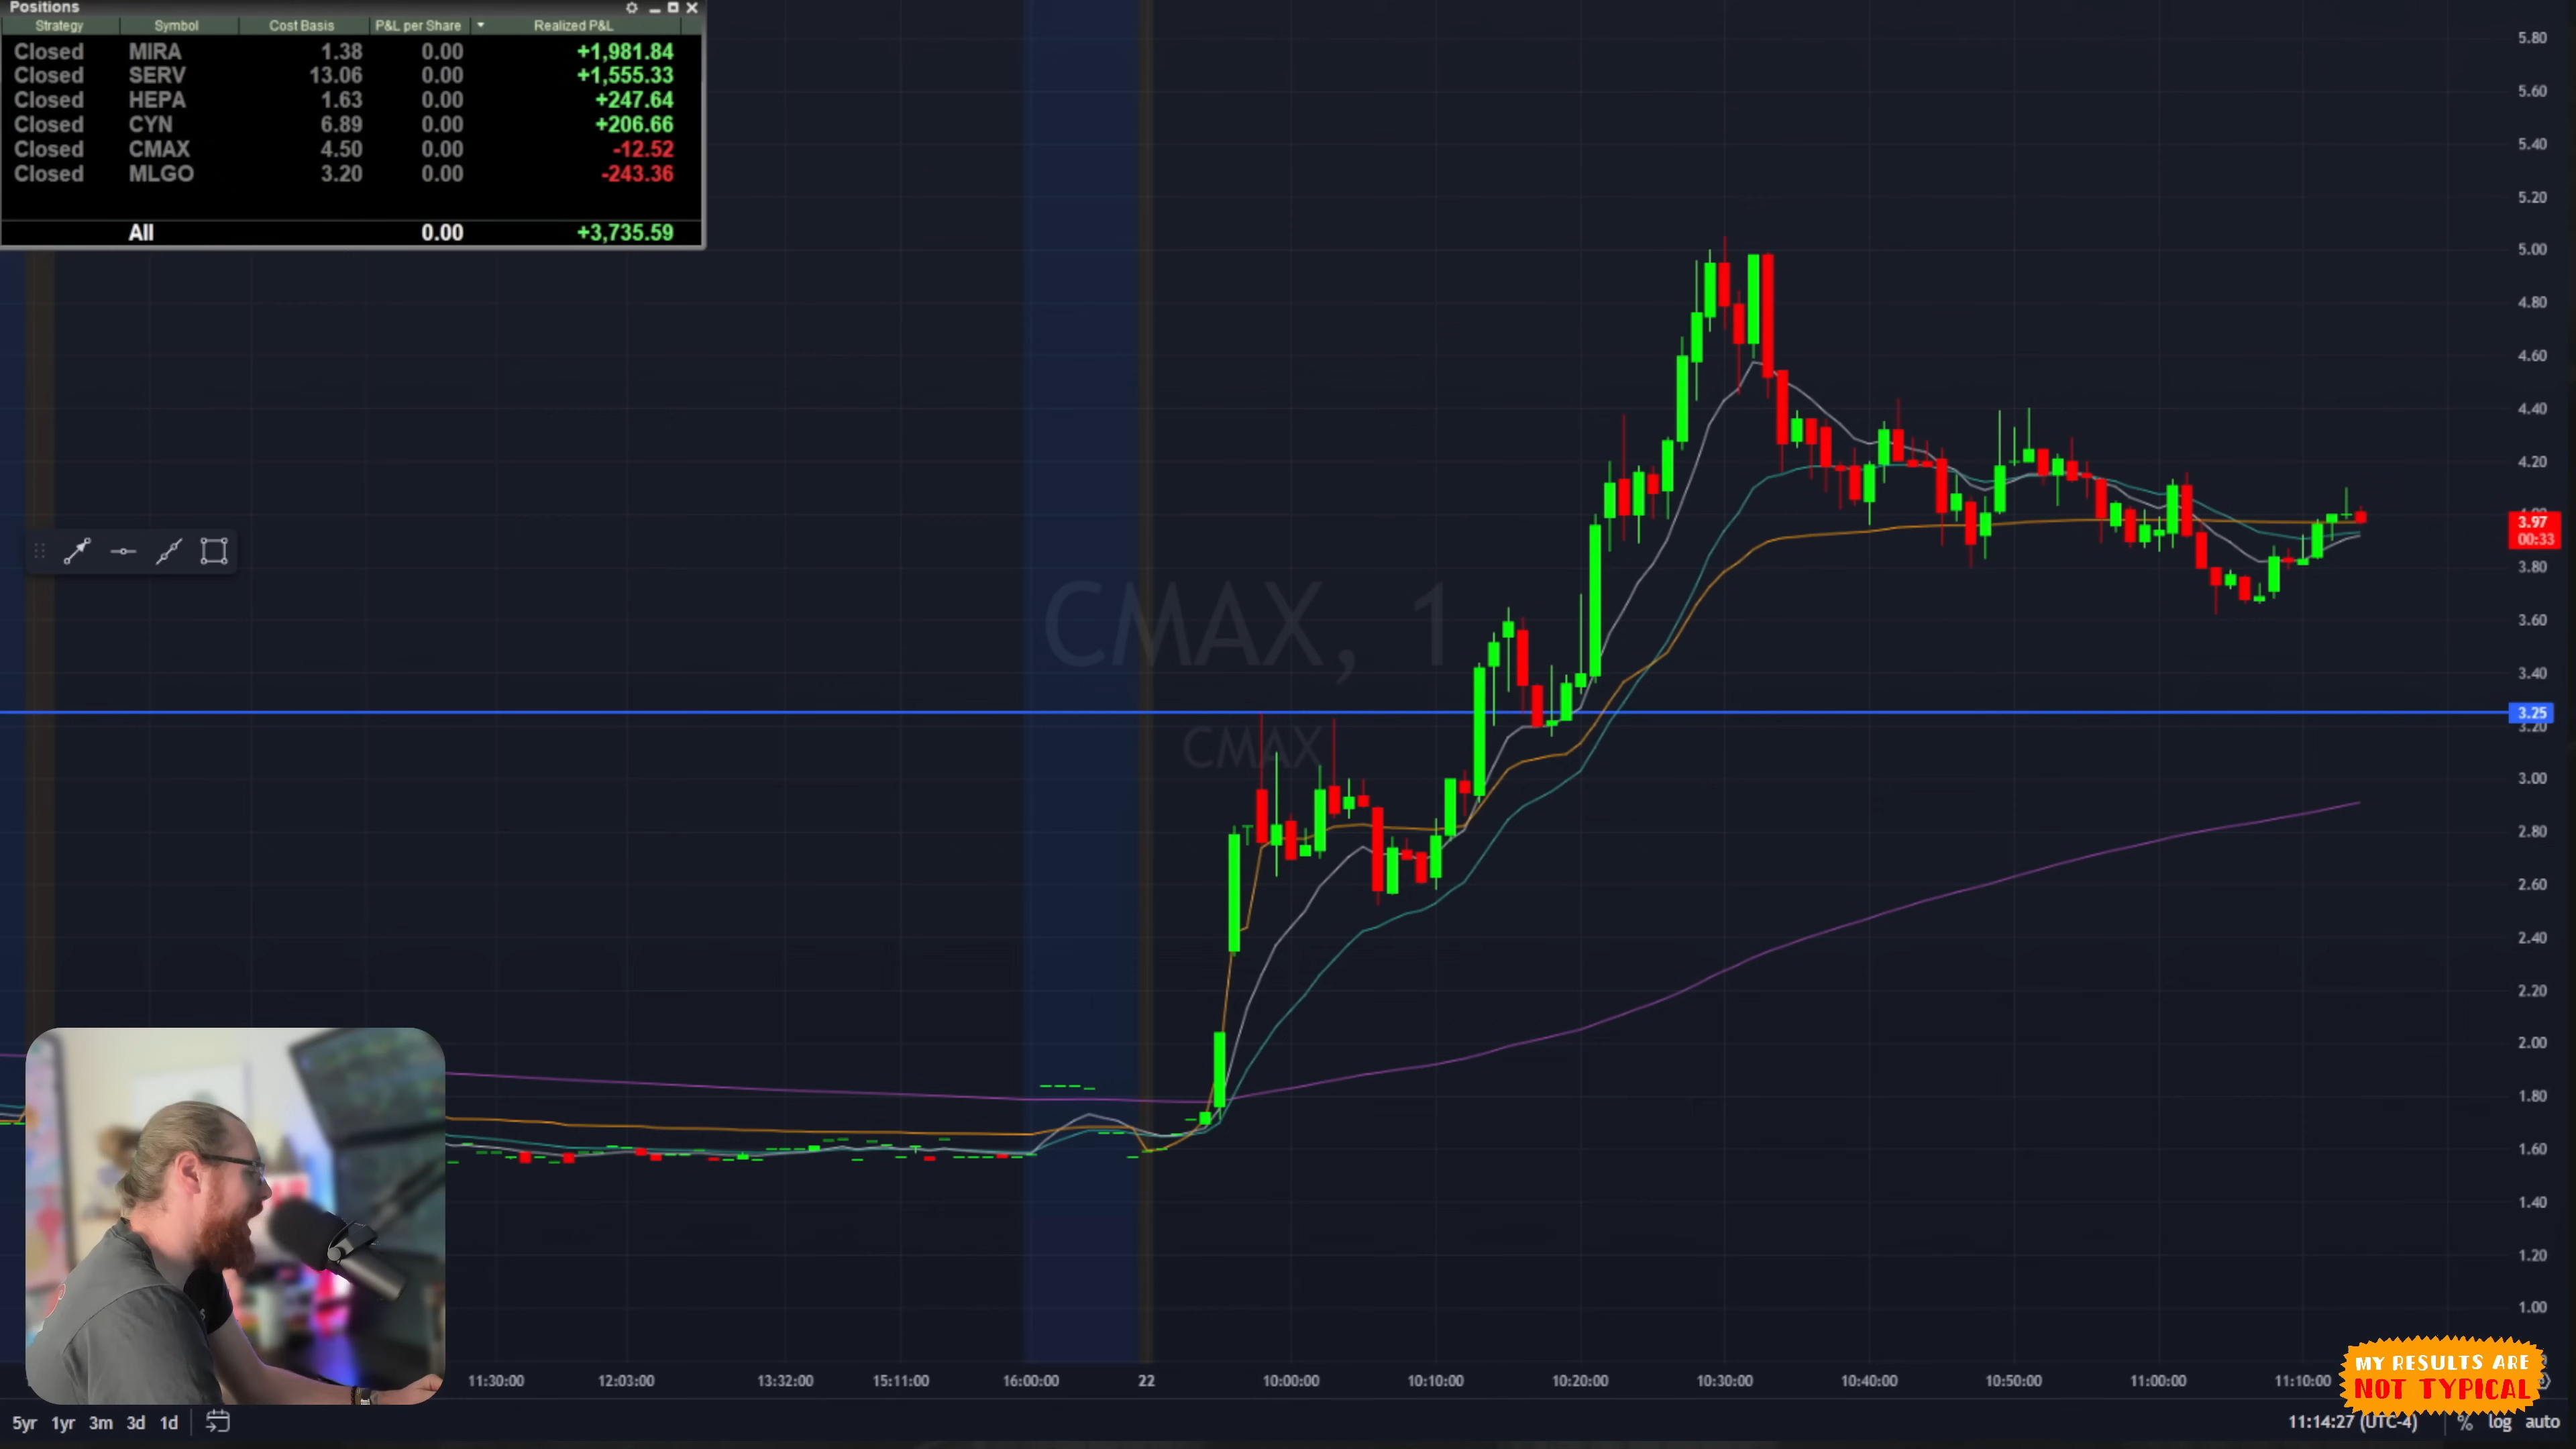 Positions
Strategy Symbol Cost Basis P&L per Share Realized P&L
Closed MIRA 1.38 0.00 +1,981.84
Closed SERV 13.06 0.00 +1,555.33
Closed HEPA 1.63 0.00 +247.64
Closed CYN 6.89 0.00 +206.66
Closed CMAX 4.50 0.00 -12.52
Closed MLGO 3.20 0.00 -243.36
All 0.00 +3,735.59
5.80
5.60
5.40
5.20
5.00
4.80
4.60
4.40
4.20
3.97
00:33
3.80
3.60
3.40
3.25
3.20
3.00
2.80
2.60
2.40
2.20
2.00
1.80
1.60
1.40
1.20
1.00
CMAX, 1
CMAX
11:30:00 12:03:00 13:32:00 15:11:00 16:00:00 22 10:00:00 10:10:00 10:20:00 10:30:00 10:40:00 10:50:00 11:00:00 11:10:00
MY RESULTS ARE
NOT TYPICAL
5yr 1yr 3m 3d 1d 11:14:27 (UTC-4) % log auto